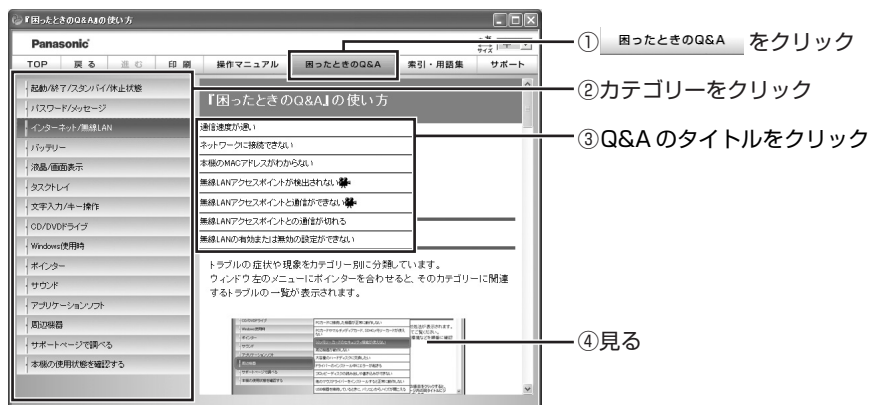 『困ったときのQ&A』の使い方
Panasonic
サイズ 中
TOP 戻る 進む 印刷 操作マニュアル 困ったときのQ&A 索引・用語集 サポート
起動/終了/スタンバイ/休止状態
パスワード/メッセージ
インターネット/無線LAN
バッテリー
液晶/画面表示
タスクトレイ
文字入力/キー操作
CD/DVDドライブ
Windows使用時
ポインター
サウンド
アプリケーションソフト
周辺機器
サポートページで調べる
本機の使用状態を確認する
『困ったときのQ&A』の使い方
通信速度が遅い
ネットワークに接続できない
本機のMACアドレスがわからない
無線LANアクセスポイントが検出されない
無線LANアクセスポイントと通信ができない
無線LANアクセスポイントとの通信が切れる
無線LANの有効または無効の設定ができない
トラブルの症状や現象をカテゴリー別に分類しています。
ウィンドウ左のメニューにポインターを合わせると、そのカテゴリーに関連
するトラブルの一覧が表示されます。
① 困ったときのQ&A をクリック
②カテゴリーをクリック
③Q&Aのタイトルをクリック
④見る